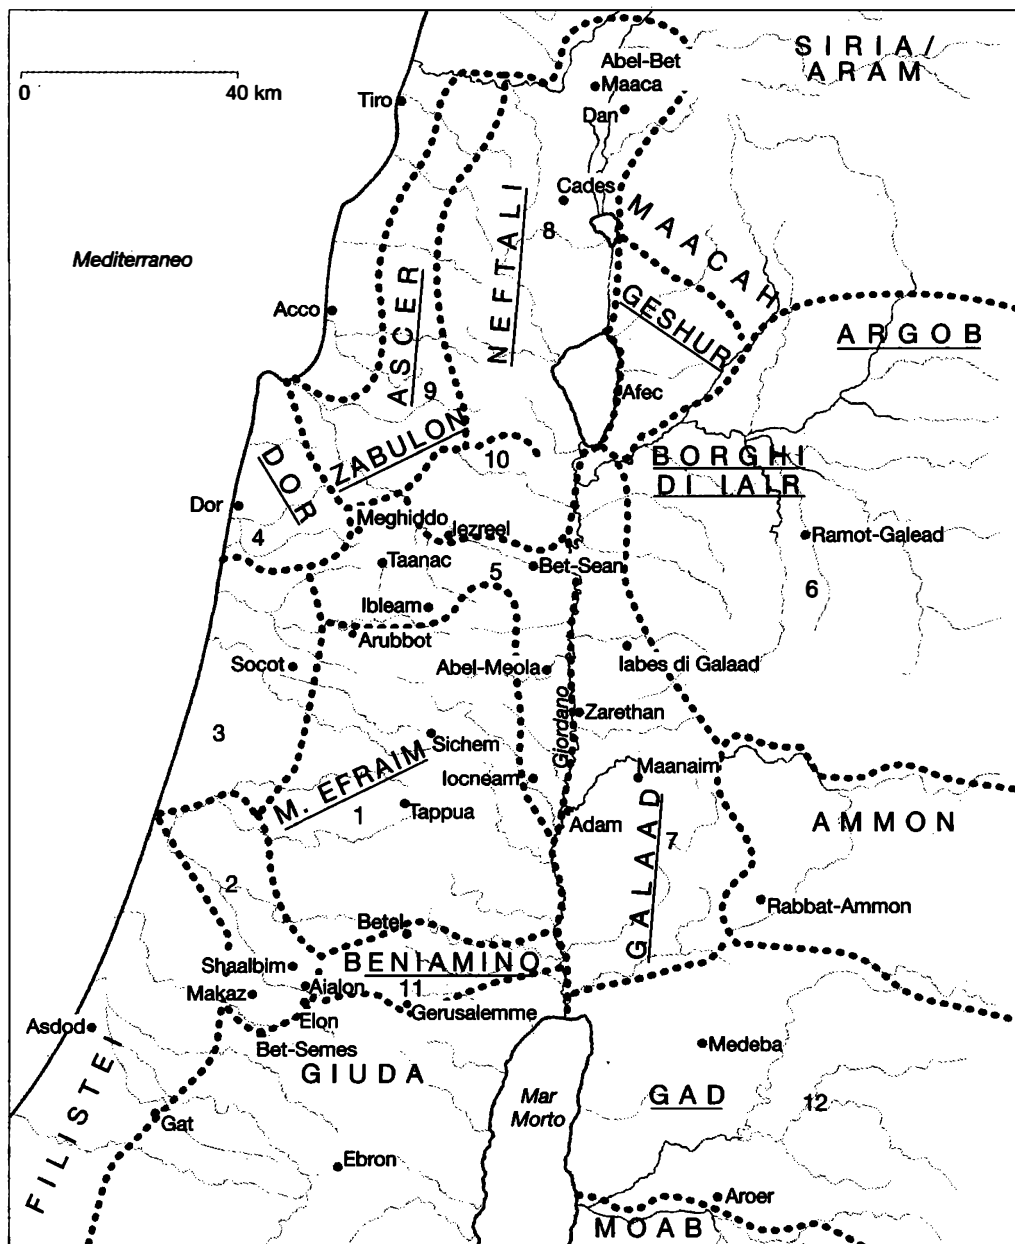 SIRIA/
ARAM
Abel-Bet
Maaca
0
40 km
Tiro
Dan
Cades
MAACAH
NEFTALI
8
Mediterraneo
ASCER
GESHUR
Acco
ARGOB
9
Afec
ZABULON
10
BORGHI
DI IAIR
DOR
Dor
4
Meghiddo
Iezreel
Ramot-Galead
Taanac
5
Bet-Sean
6
Ibleam
Arubbot
Socot
Abel-Meola
Iabes di Galaad
Giordano
Zarethan
3
Sichem
M. EFRAIM
Iocneam
Maanaim
1
Tappua
Adam
GALAAD
7
AMMON
2
Rabbat-Ammon
Betel
Shaalbim
BENIAMINO
Makaz
Aialon
11
Elon
Gerusalemme
Asdod
Bet-Semes
Medeba
GIUDA
FILISTEI
Mar
Morto
GAD
12
Gat
Ebron
Aroer
MOAB